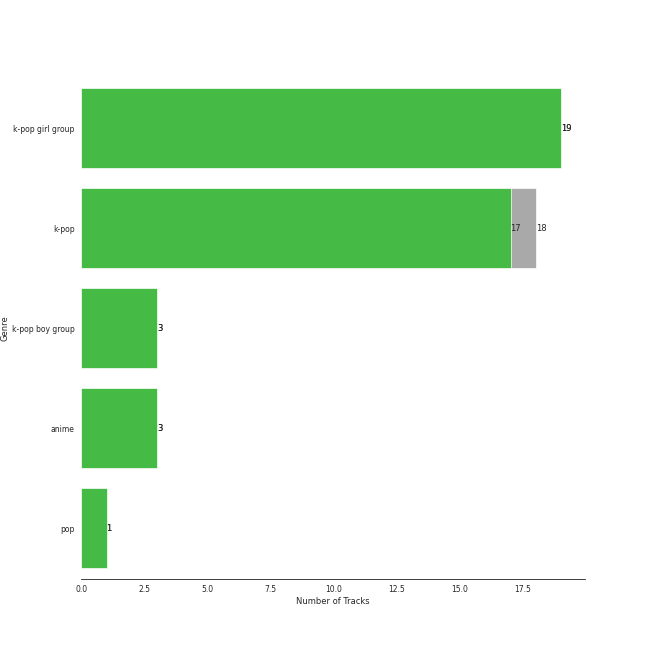 k-pop girl group 19
k-pop 17 18
k-pop boy group 3
anime 3
pop 1
Genre
0.0 2.5 5.0 7.5 10.0 12.5 15.0 17.5
Number of Tracks